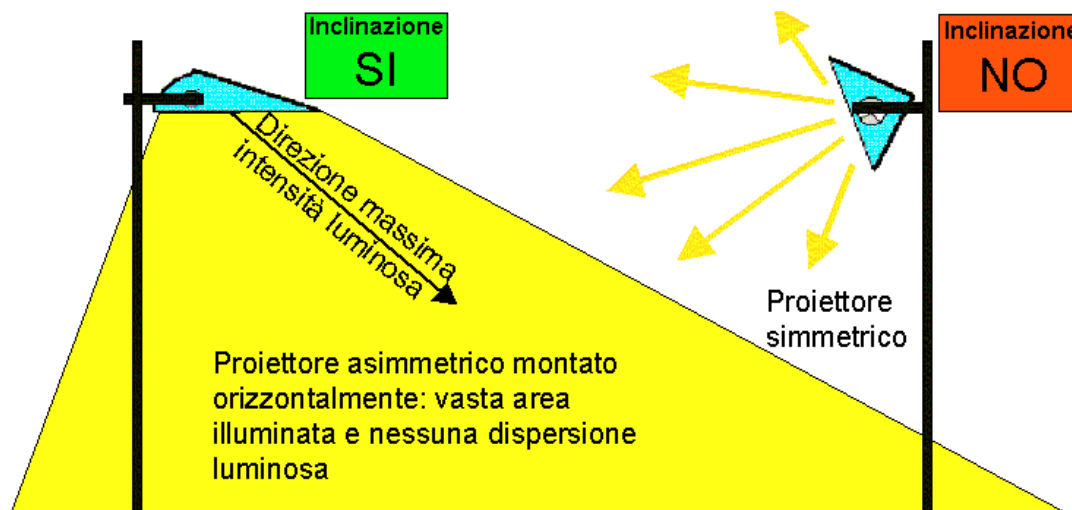 Inclinazione
SI
Inclinazione
NO
Direzione massima
intensità luminosa
Proiettore
simmetrico
Proiettore asimmetrico montato
orizzontalmente: vasta area
illuminata e nessuna dispersione
luminosa